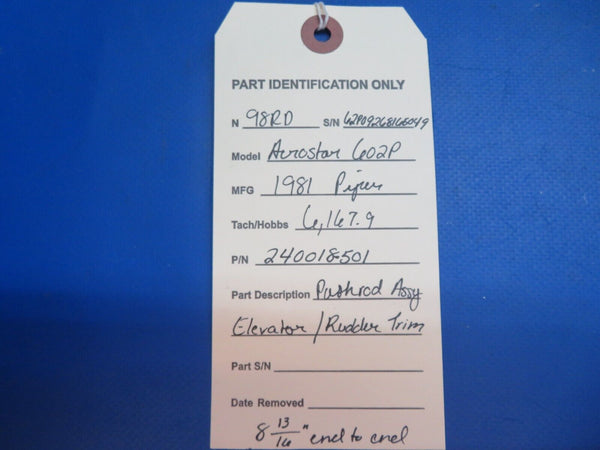 PART IDENTIFICATION ONLY
N 98RD S/N 62P09268165049
Model Aerostar 602P
MFG 1981 Piper
Tach/Hobbs 6,167.9
P/N 240018-501
Part Description Pushrod Assy
Elevator / Rudder Trim
Part S/N
Date Removed
8 13/16" end to end